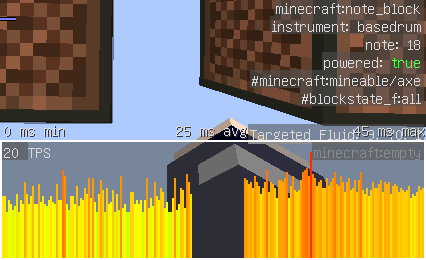 minecraft:note_block
instrument: basedrum
note: 18
powered: true
#minecraft:mineable/axe
#blockstate_f:all
0 ms min 25 ms avg 45 ms max
Targeted Fluid:
20 TPS
minecraft:empty